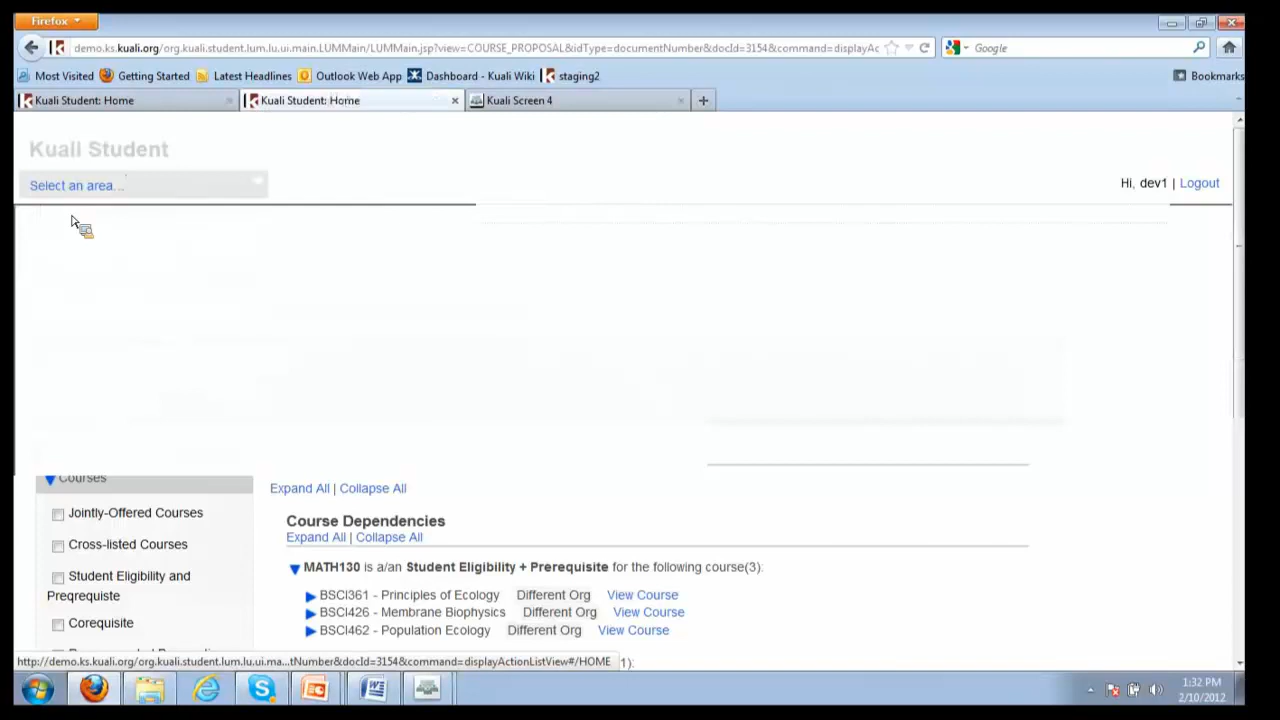 Firefox
demo.ks.kuali.org/org.kuali.student.lum.lu.ui.main.LUMMain/LUMMain.jsp?view=COURSE_PROPOSAL&idType=documentNumber&docId=3154&command=displayAc
Google
Most Visited Getting Started Latest Headlines Outlook Web App Dashboard - Kuali Wiki staging2 Bookmarks
Kuali Student: Home Kuali Student: Home Kuali Screen 4
Kuali Student
Select an area...
Hi, dev1 | Logout
Courses
Expand All | Collapse All
Jointly-Offered Courses
Course Dependencies
Expand All | Collapse All
Cross-listed Courses
MATH130 is a/an Student Eligibility + Prerequisite for the following course(3):
Student Eligibility and
Preqrequiste
BSCI361 - Principles of Ecology Different Org View Course
BSCI426 - Membrane Biophysics Different Org View Course
Corequisite
BSCI462 - Population Ecology Different Org View Course
http://demo.ks.kuali.org/org.kuali.student.lum.lu.ui.ma...tNumber&docId=3154&command=displayActionListView#/HOME 1):
1:32 PM
2/10/2012